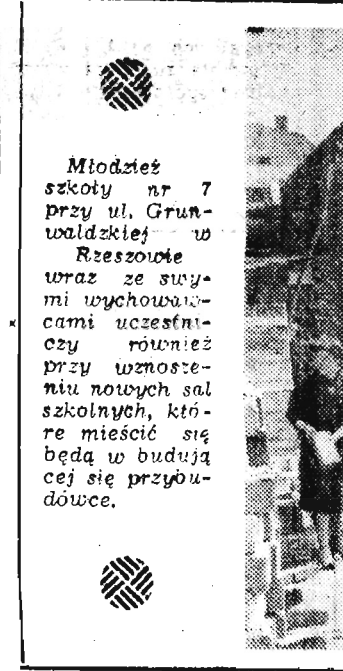 Młodzież
szkoły nr 7
przy ul. Grun-
waldzkiej w
Rzeszowie
wraz ze swy-
mi wychowaw-
cami uczestni-
czy również
przy wznosze-
niu nowych sal
szkolnych, któ-
re mieścić się
będą w budują
cej się przybu-
dówce.